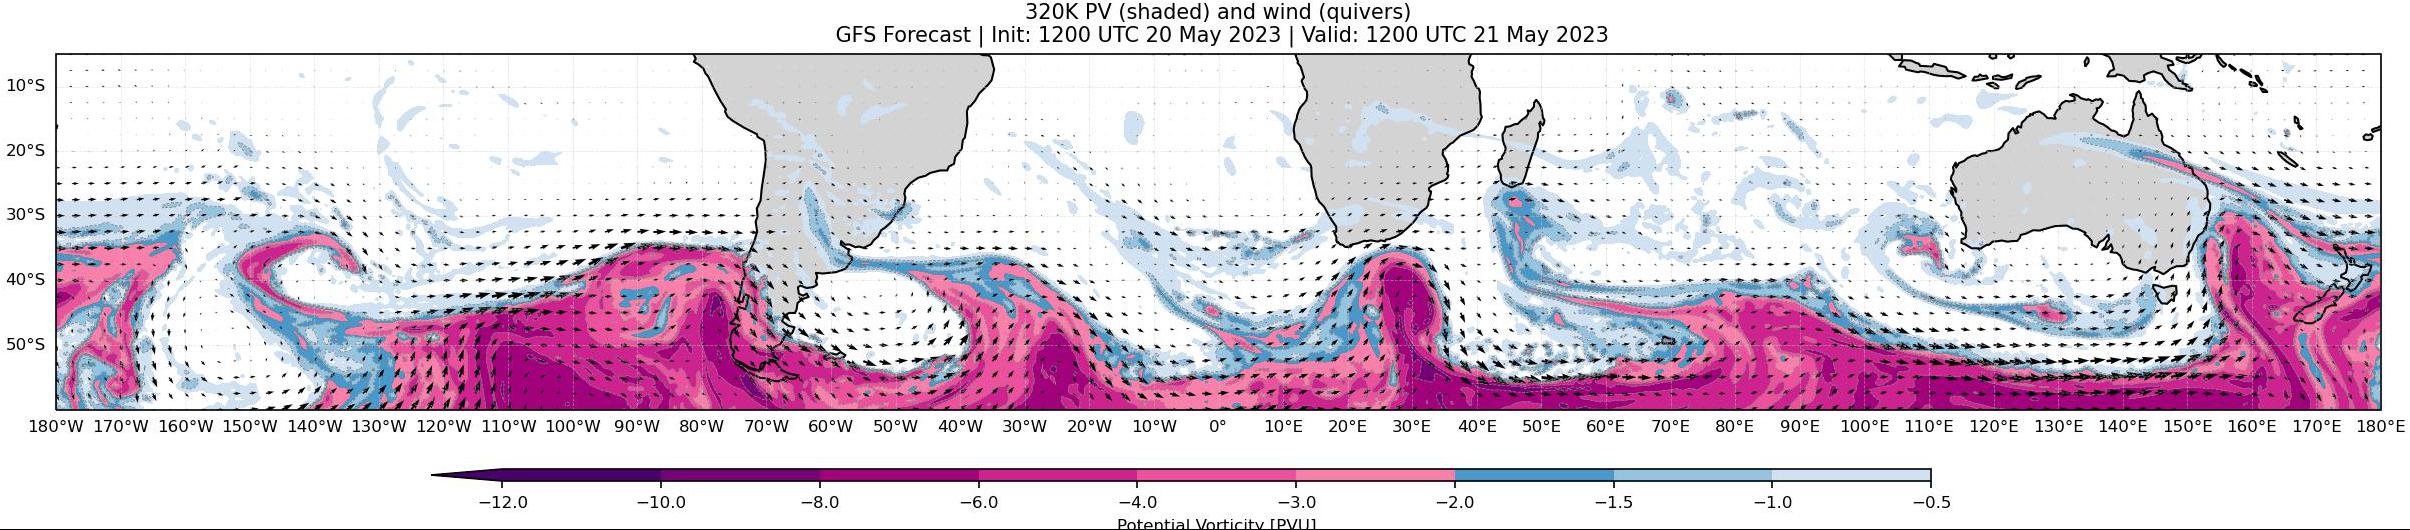 320K PV (shaded) and wind (quivers)
GFS Forecast | Init: 1200 UTC 20 May 2023 | Valid: 1200 UTC 21 May 2023
10°S
20°S
30°S
40°S
50°S
180°W 170°W 160°W 150°W 140°W 130°W 120°W 110°W 100°W 90°W 80°W 70°W 60°W 50°W 40°W 30°W 20°W 10°W 0° 10°E 20°E 30°E 40°E 50°E 60°E 70°E 80°E 90°E 100°E 110°E 120°E 130°E 140°E 150°E 160°E 170°E 180°E
−12.0 −10.0 −8.0 −6.0 −4.0 −3.0 −2.0 −1.5 −1.0 −0.5
Potential Vorticity [PVU]